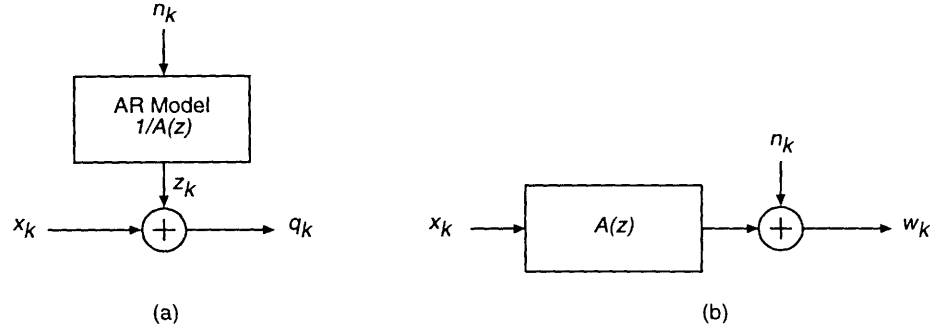 n_k
AR Model
1/A(z)
z_k
x_k
q_k
(a)
n_k
x_k
A(z)
w_k
(b)